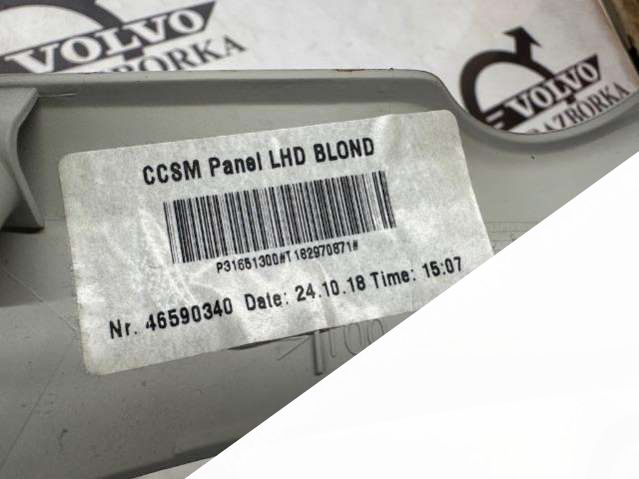 VOLVO
RAZBORKA
VOLVO
RAZBORKA
CCSM Panel LHD BLOND
P31651300#T182970871#
Nr. 46590340 Date: 24.10.18 Time: 15:07